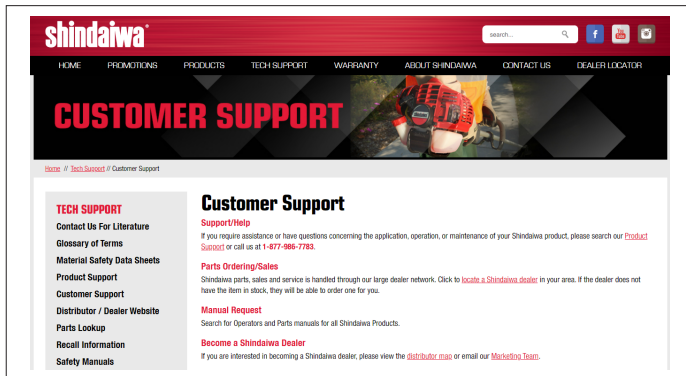 shindaiwa
search...
f
You Tube
HOME PROMOTIONS PRODUCTS TECH SUPPORT WARRANTY ABOUT SHINDAIWA CONTACT US DEALER LOCATOR
CUSTOMER SUPPORT
Home // Tech Support // Customer Support
TECH SUPPORT
Contact Us For Literature
Glossary of Terms
Material Safety Data Sheets
Product Support
Customer Support
Distributor / Dealer Website
Parts Lookup
Recall Information
Safety Manuals
Customer Support
Support/Help
If you require assistance or have questions concerning the application, operation, or maintenance of your Shindaiwa product, please search our Product
Support or call us at 1-877-986-7783.
Parts Ordering/Sales
Shindaiwa parts, sales and service is handled through our large dealer network. Click to locate a Shindaiwa dealer in your area. If the dealer does not
have the item in stock, they will be able to order one for you.
Manual Request
Search for Operators and Parts manuals for all Shindaiwa Products.
Become a Shindaiwa Dealer
If you are interested in becoming a Shindaiwa dealer, please view the distributor map or email our Marketing Team.